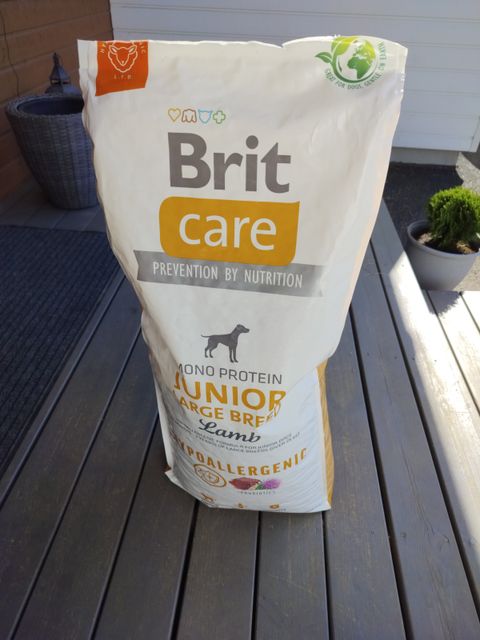 Brit
care
PREVENTION BY NUTRITION
MONO PROTEIN
JUNIOR
LARGE BREED
Lamb
HYPOALLERGENIC